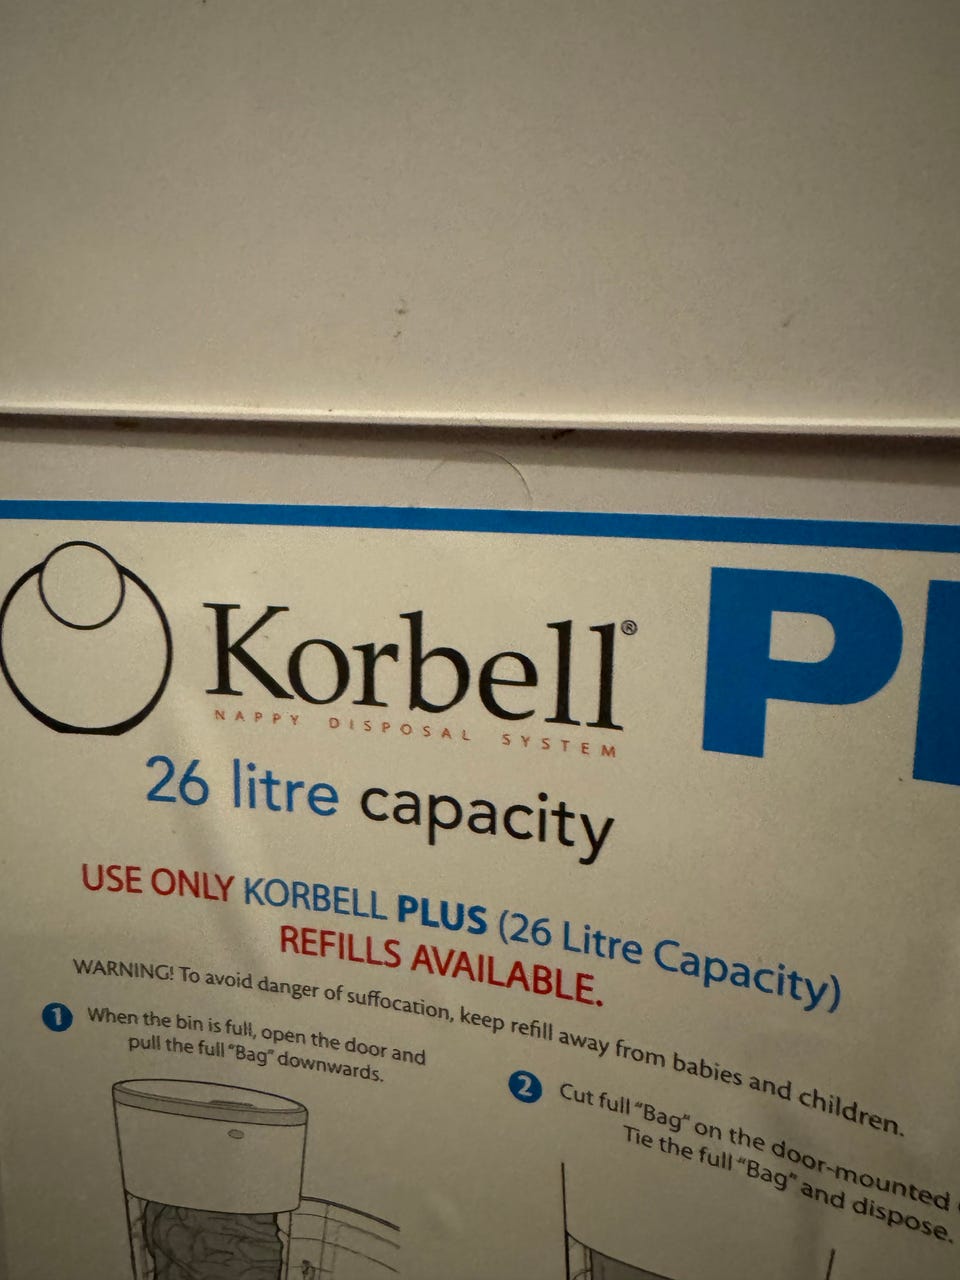 Korbell®
NAPPY DISPOSAL SYSTEM
26 litre capacity
USE ONLY KORBELL PLUS (26 Litre Capacity)
REFILLS AVAILABLE.
WARNING! To avoid danger of suffocation, keep refill away from babies and children.
1 When the bin is full, open the door and
pull the full “Bag” downwards.
2 Cut full “Bag” on the door-mounted
Tie the full “Bag” and dispose.